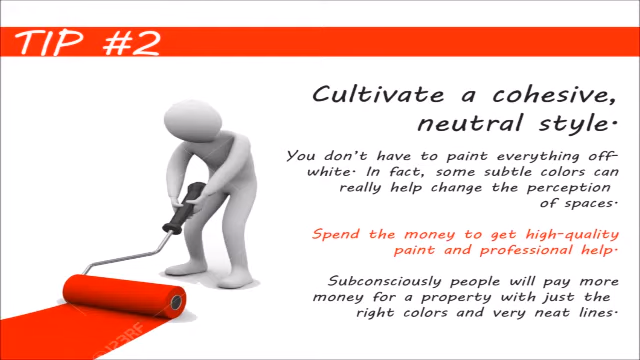 TIP #2
Cultivate a cohesive,
neutral style.
You don't have to paint everything off-
white. In fact, some subtle colors can
really help change the perception
of spaces.
Spend the money to get high-quality
paint and professional help.
Subconsciously people will pay more
money for a property with just the
right colors and very neat lines.
123RF